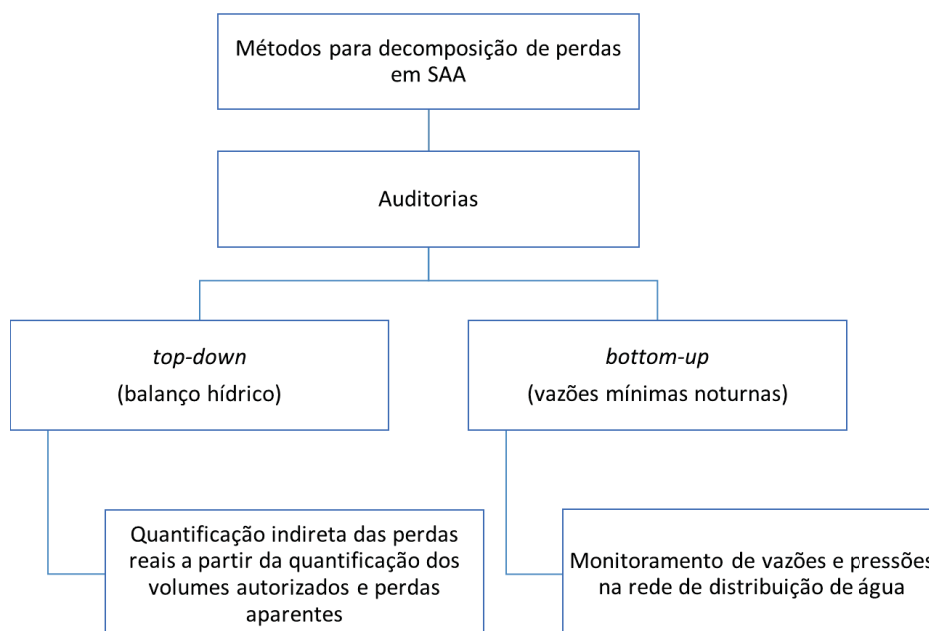 Métodos para decomposição de perdas
em SAA
Auditorias
top-down
(balanço hídrico)
bottom-up
(vazões mínimas noturnas)
Quantificação indireta das perdas
reais a partir da quantificação dos
volumes autorizados e perdas
aparentes
Monitoramento de vazões e pressões
na rede de distribuição de água